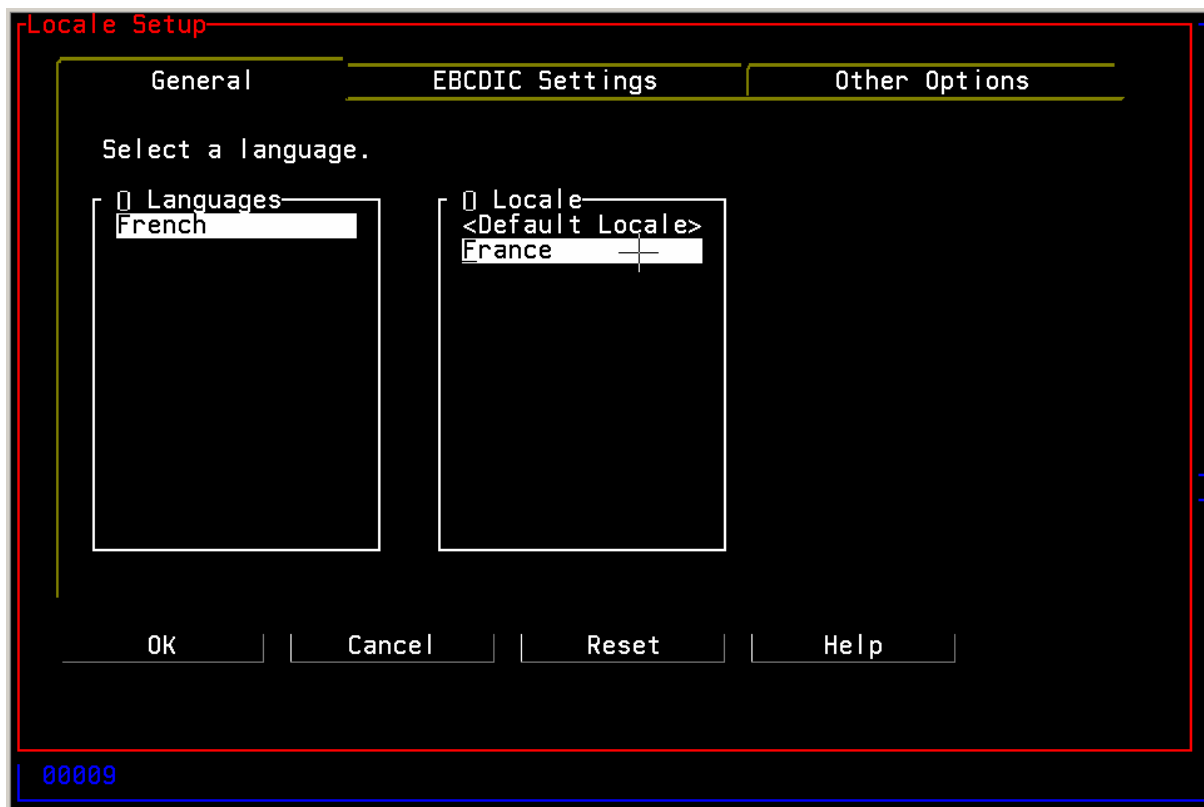 Locale Setup
General EBCDIC Settings Other Options
Select a language.
Languages Locale
French <Default Locale>
France
OK Cancel Reset Help
00009